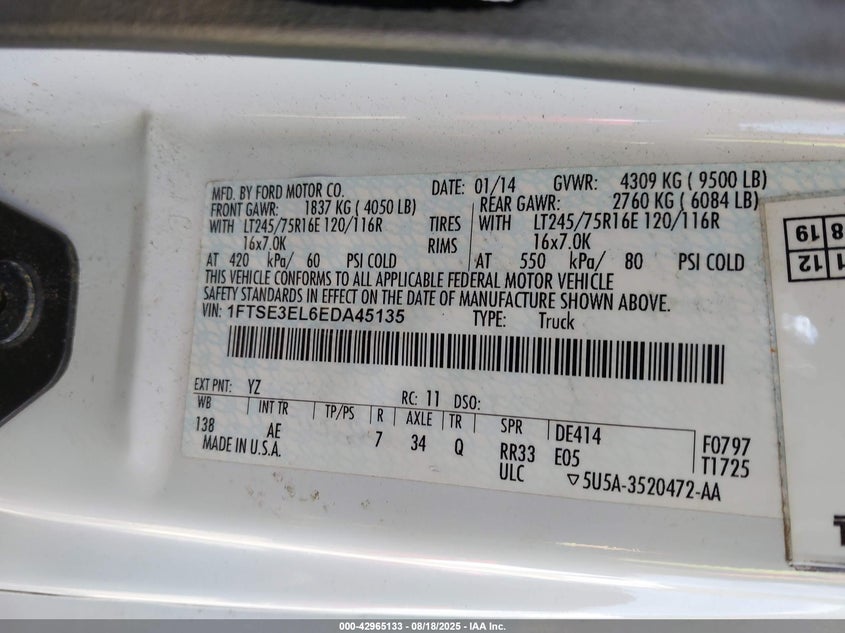 MFD. BY FORD MOTOR CO. DATE: 01/14 GVWR: 4309 KG ( 9500 LB)
FRONT GAWR: 1837 KG ( 4050 LB) REAR GAWR: 2760 KG ( 6084 LB)
WITH LT245/75R16E 120/116R TIRES WITH LT245/75R16E 120/116R
16x7.0K RIMS 16x7.0K
AT 420 kPa/ 60 PSI COLD AT 550 kPa/ 80 PSI COLD
THIS VEHICLE CONFORMS TO ALL APPLICABLE FEDERAL MOTOR VEHICLE
SAFETY STANDARDS IN EFFECT ON THE DATE OF MANUFACTURE SHOWN ABOVE.
VIN: 1FTSE3EL6EDA45135 TYPE: Truck
EXT PNT: YZ RC: 11 DSO:
WB INT TR TP/PS R AXLE TR SPR DE414 F0797
138 AE 7 34 Q RR33 E05 T1725
MADE IN U.S.A. ULC ▽5U5A-3520472-AA
8 19
1 12
000-42965133 - 08/18/2025 - IAA Inc.